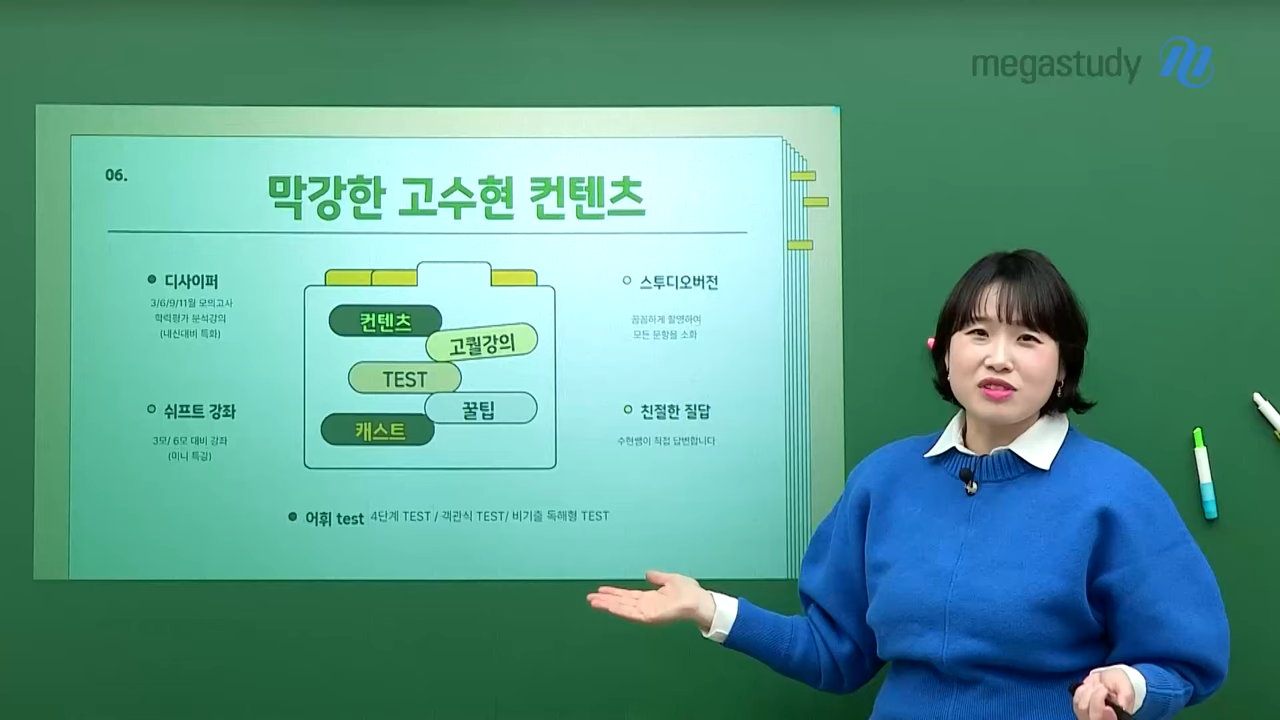 megastudy
06.
막강한 고수현 컨텐츠
디사이퍼
3/6/9/11월 모의고사
학력평가 분석강의
(내신대비 특화)
스투디오버전
꼼꼼하게 촬영하여
모든 문항을 소화
컨텐츠
고퀄강의
TEST
꿀팁
캐스트
쉬프트 강좌
3모/ 6모 대비 강좌
(미니 특강)
친절한 질답
수현쌤이 직접 답변합니다
어휘 test 4단계 TEST / 객관식 TEST/ 비기출 독해형 TEST